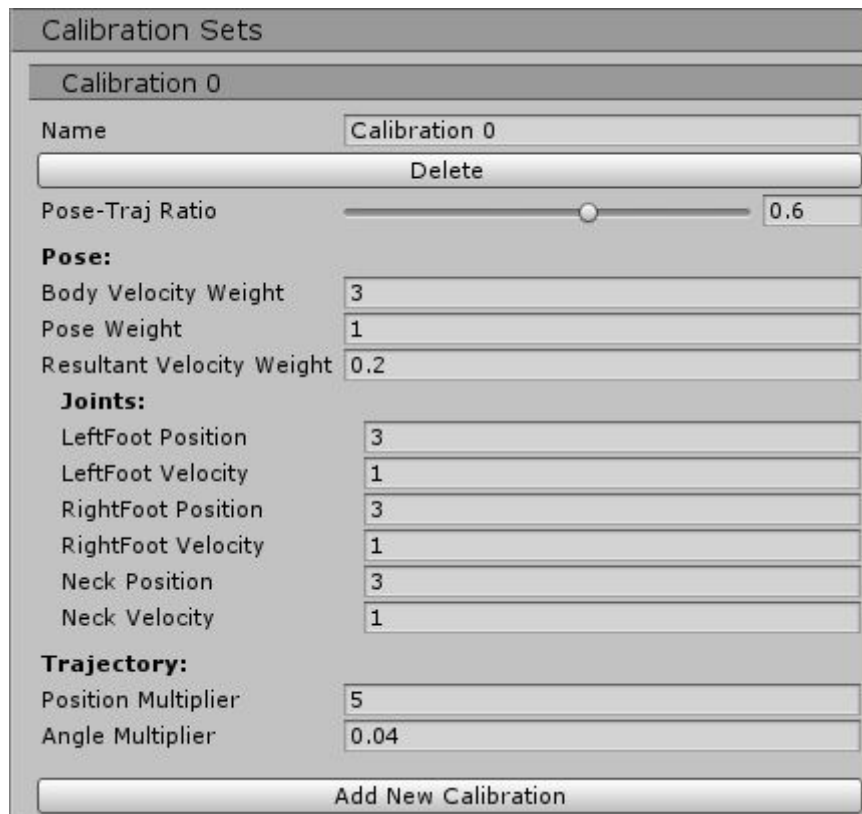 Calibration Sets
Calibration 0
Name Calibration 0
Delete
Pose-Traj Ratio 0.6
Pose:
Body Velocity Weight 3
Pose Weight 1
Resultant Velocity Weight 0.2
Joints:
LeftFoot Position 3
LeftFoot Velocity 1
RightFoot Position 3
RightFoot Velocity 1
Neck Position 3
Neck Velocity 1
Trajectory:
Position Multiplier 5
Angle Multiplier 0.04
Add New Calibration